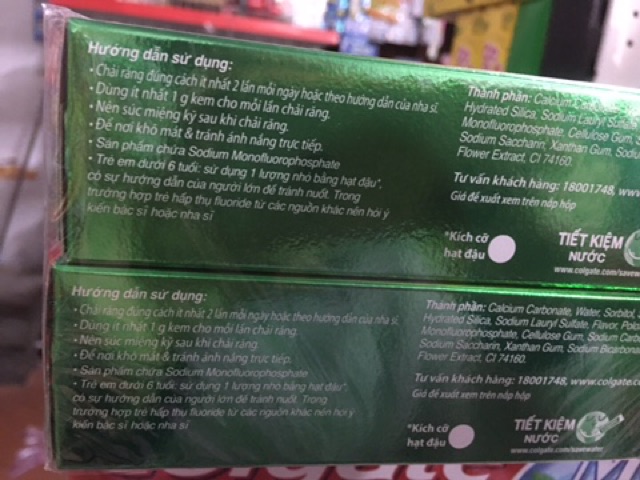 Hướng dẫn sử dụng:
• Chải răng đúng cách ít nhất 2 lần mỗi ngày hoặc theo hướng dẫn của nha sĩ.
• Dùng ít nhất 1 g kem cho mỗi lần chải răng.
• Nên súc miệng kỹ sau khi chải răng.
• Để nơi khô mát & tránh ánh nắng trực tiếp.
• Sản phẩm chứa Sodium Monofluorophosphate
• Trẻ em dưới 6 tuổi: sử dụng 1 lượng nhỏ bằng hạt đậu*,
có sự hướng dẫn của người lớn để tránh nuốt. Trong
trường hợp trẻ hấp thụ fluoride từ các nguồn khác nên hỏi ý
kiến bác sĩ hoặc nha sĩ
Thành phần: Calcium
Hydrated Silica, Sodium Lauryl
Monofluorophosphate, Cellulose Gum,
Sodium Saccharin, Xanthan Gum, Sodium
Flower Extract, CI 74160.
Tư vấn khách hàng: 18001748,
Giá đề xuất xem trên nắp hộp
*Kích cỡ
hạt đậu
TIẾT KIỆM
NƯỚC
www.colgate.com/savewater
Hướng dẫn sử dụng:
• Chải răng đúng cách ít nhất 2 lần mỗi ngày hoặc theo hướng dẫn của nha sĩ.
• Dùng ít nhất 1 g kem cho mỗi lần chải răng.
• Nên súc miệng kỹ sau khi chải răng.
• Để nơi khô mát & tránh ánh nắng trực tiếp.
• Sản phẩm chứa Sodium Monofluorophosphate
• Trẻ em dưới 6 tuổi: sử dụng 1 lượng nhỏ bằng hạt đậu*,
có sự hướng dẫn của người lớn để tránh nuốt. Trong
trường hợp trẻ hấp thụ fluoride từ các nguồn khác nên hỏi ý
kiến bác sĩ hoặc nha sĩ
Thành phần: Calcium Carbonate, Water, Sorbitol,
Hydrated Silica, Sodium Lauryl Sulfate, Flavor,
Monofluorophosphate, Cellulose Gum, Sodium
Sodium Saccharin, Xanthan Gum, Sodium
Flower Extract, CI 74160.
Tư vấn khách hàng: 18001748,
Giá đề xuất xem trên nắp hộp
*Kích cỡ
hạt đậu
TIẾT KIỆM
NƯỚC
www.colgate.com/savewater
Colgate